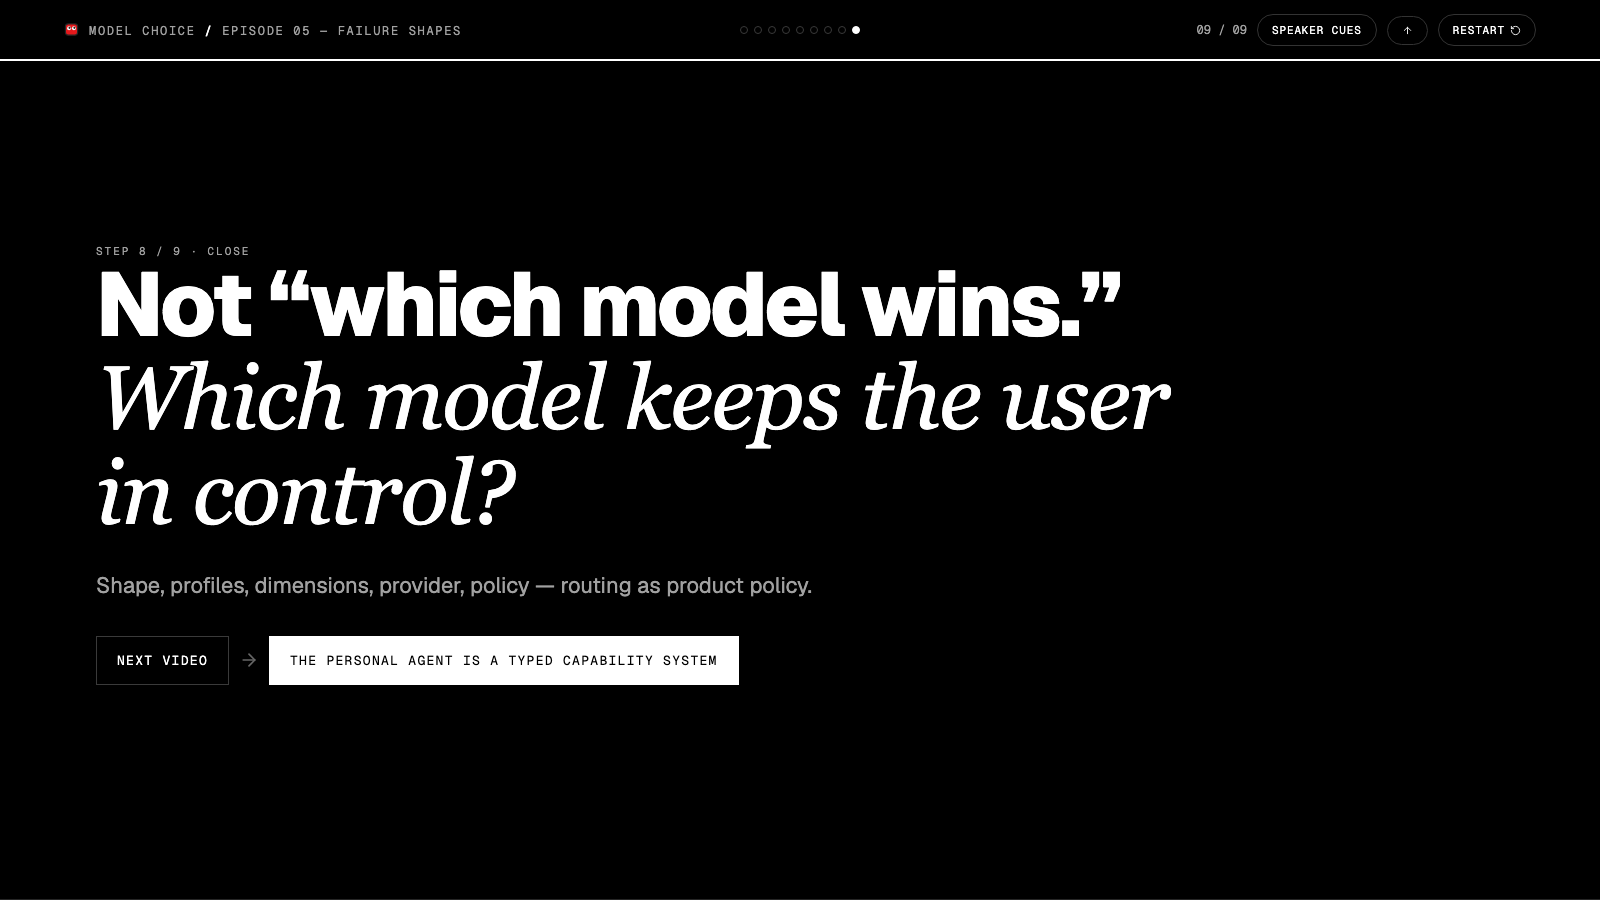 MODEL CHOICE / EPISODE 05 — FAILURE SHAPES
09 / 09
SPEAKER CUES
↑
RESTART
STEP 8 / 9 · CLOSE
Not “which model wins.”
Which model keeps the user
in control?
Shape, profiles, dimensions, provider, policy — routing as product policy.
NEXT VIDEO → THE PERSONAL AGENT IS A TYPED CAPABILITY SYSTEM